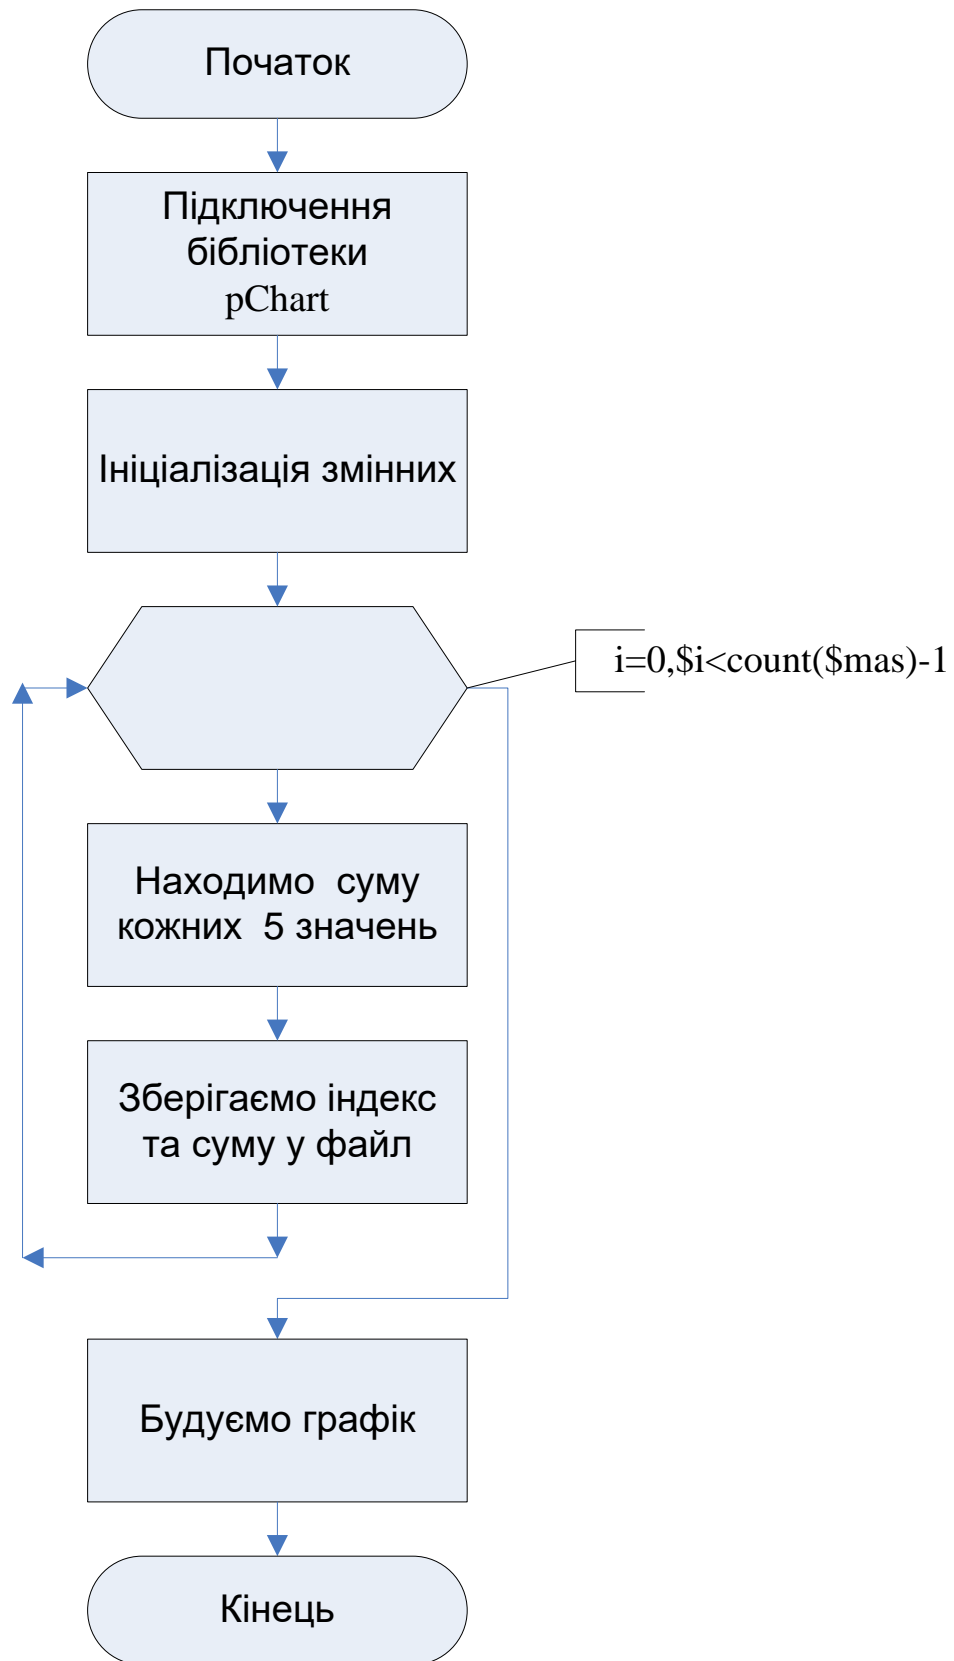 Початок
Підключення
бібліотеки
pChart
Ініціалізація змінних
i=0,$i<count($mas)-1
Находимо суму
кожних 5 значень
Зберігаємо індекс
та суму у файл
Будуємо графік
Кінець